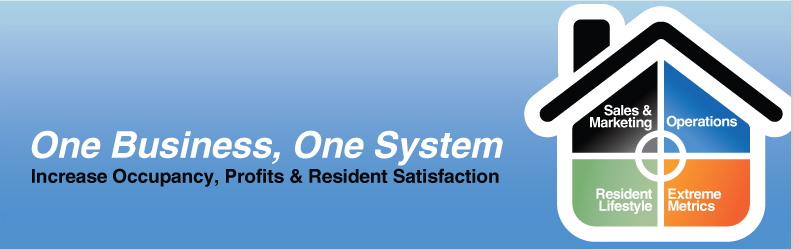 One Business, One System
Increase Occupancy, Profits & Resident Satisfaction
Sales &
Marketing
Operations
Resident
Lifestyle
Extreme
Metrics